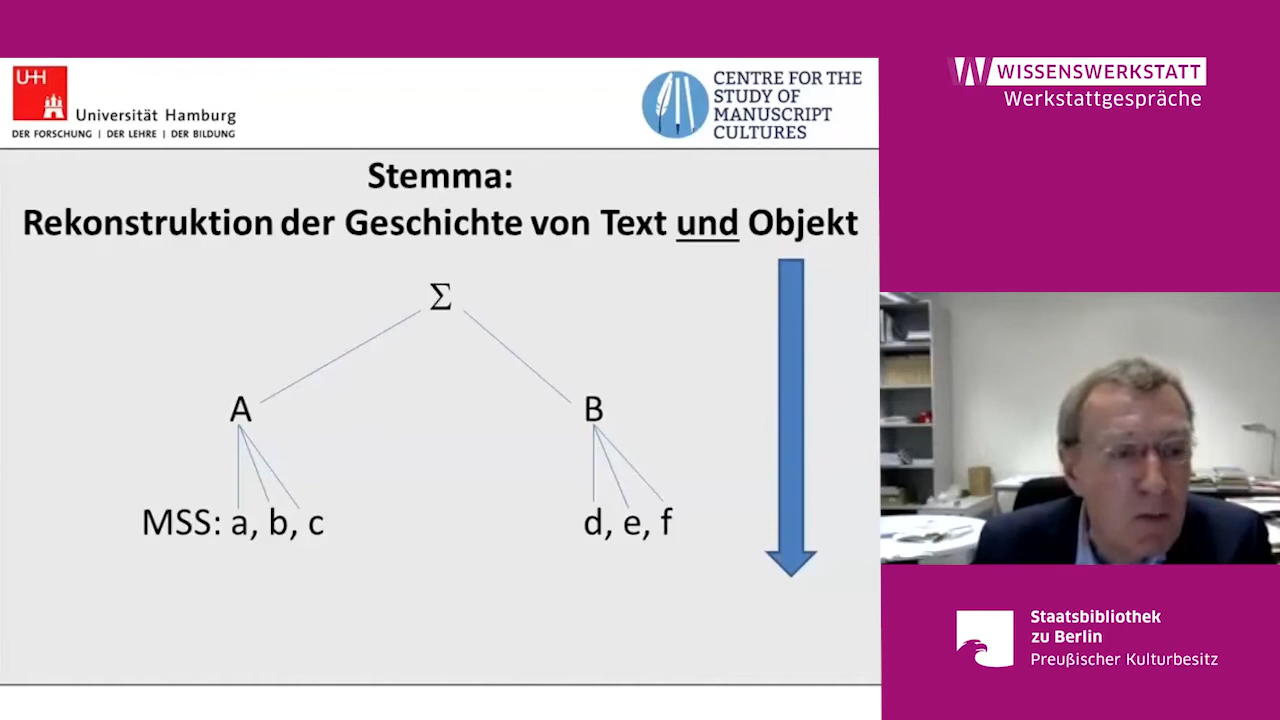 UHH
Universität Hamburg
DER FORSCHUNG | DER LEHRE | DER BILDUNG
CENTRE FOR THE
STUDY OF
MANUSCRIPT
CULTURES
Stemma:
Rekonstruktion der Geschichte von Text und Objekt
Σ
A B
MSS: a, b, c d, e, f
W WISSENSWERKSTATT
Werkstattgespräche
Staatsbibliothek
zu Berlin
Preußischer Kulturbesitz